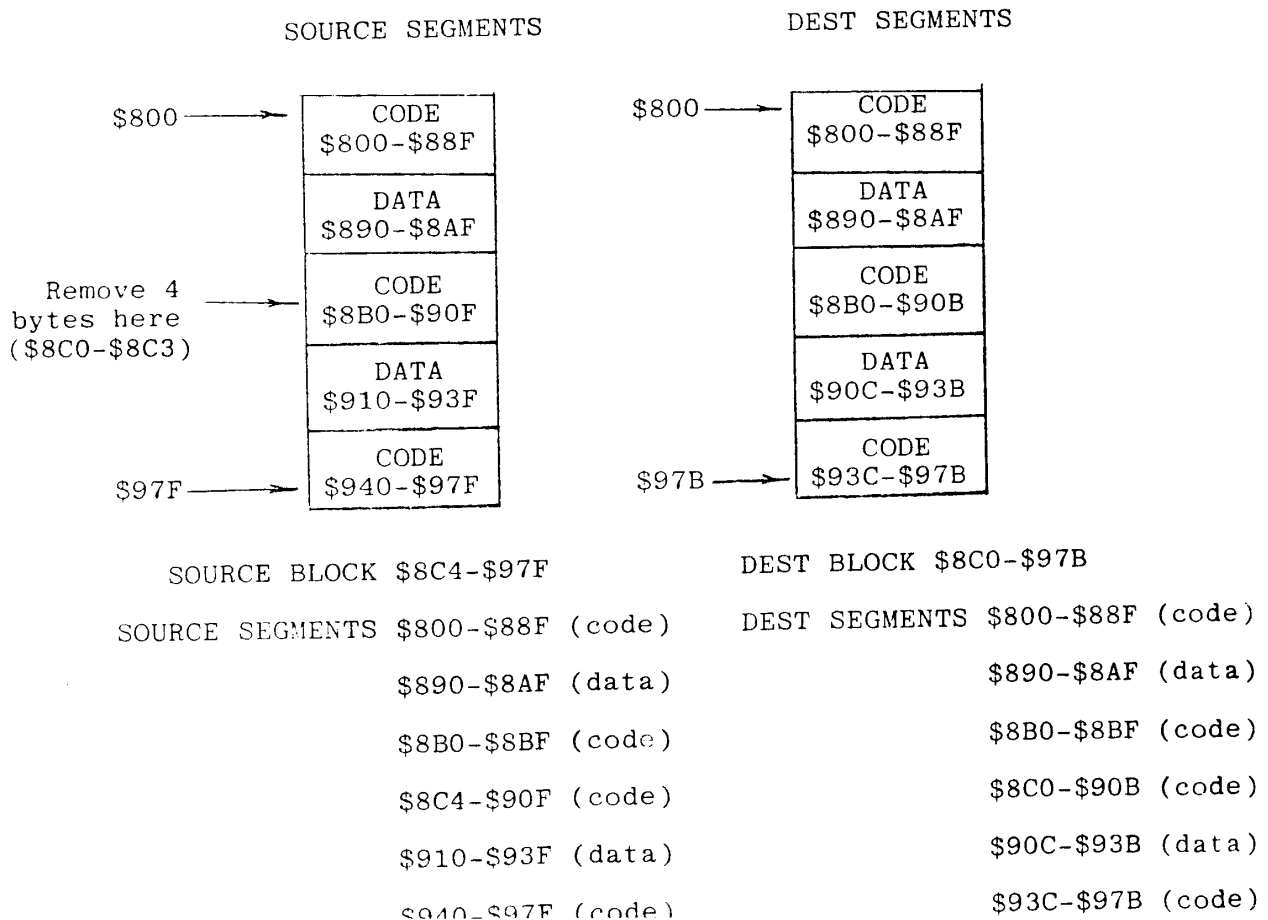 SOURCE SEGMENTS
DEST SEGMENTS
$800
CODE
$800-$88F
DATA
$890-$8AF
Remove 4
bytes here
($8C0-$8C3)
CODE
$8B0-$90F
DATA
$910-$93F
$97F
CODE
$940-$97F
$800
CODE
$800-$88F
DATA
$890-$8AF
CODE
$8B0-$90B
DATA
$90C-$93B
$97B
CODE
$93C-$97B
SOURCE BLOCK $8C4-$97F
SOURCE SEGMENTS $800-$88F (code)
$890-$8AF (data)
$8B0-$8BF (code)
$8C4-$90F (code)
$910-$93F (data)
$940-$97F (code)
DEST BLOCK $8C0-$97B
DEST SEGMENTS $800-$88F (code)
$890-$8AF (data)
$8B0-$8BF (code)
$8C0-$90B (code)
$90C-$93B (data)
$93C-$97B (code)